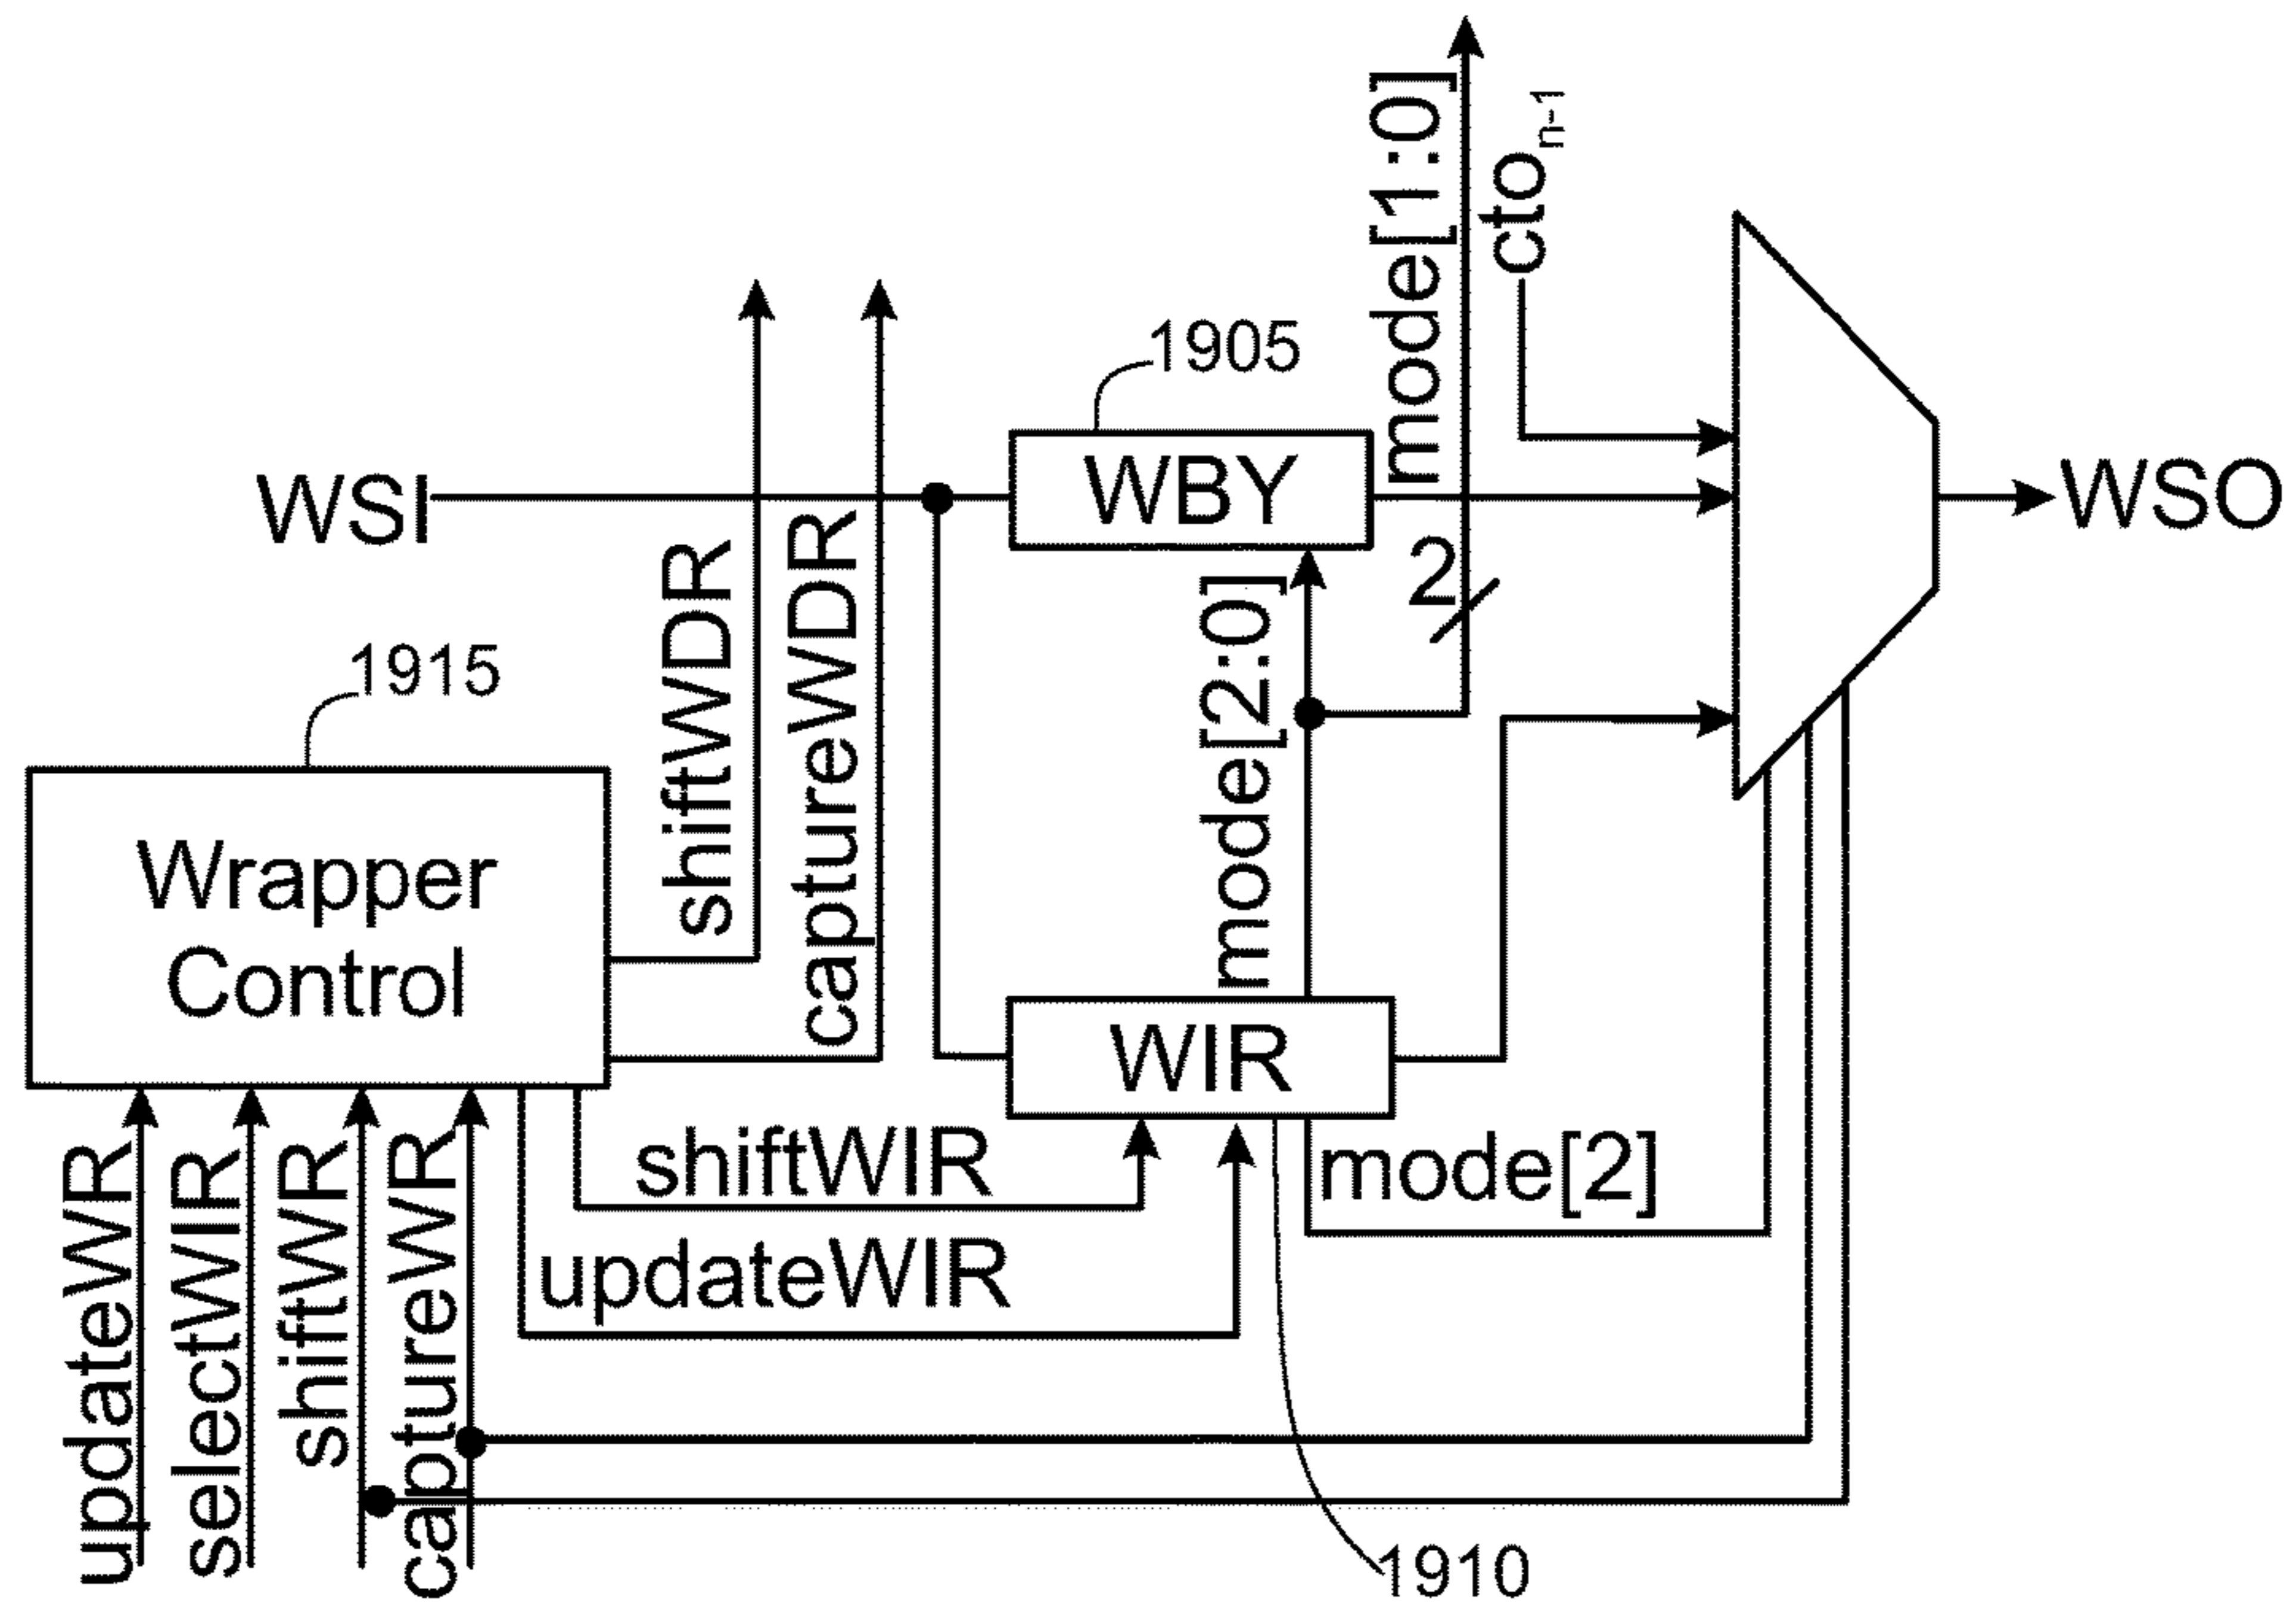 mode[1:0]
cton-1
1905
WSI
WBY
WSO
2
shiftWDR
captureWDR
mode[2:0]
1915
Wrapper
Control
WIR
shiftWIR
mode[2]
updateWIR
updateWR
selectWIR
shiftWR
captureWR
1910